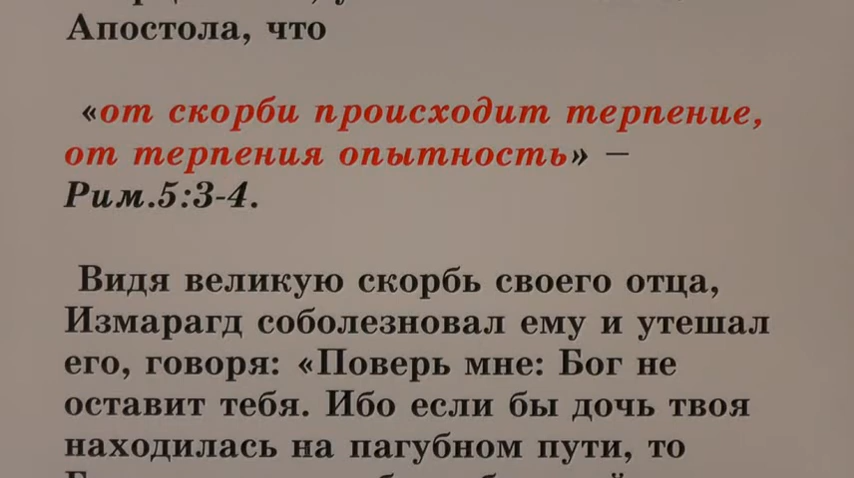 Апостола, что
«от скорби происходит терпение,
от терпения опытность» –
Рим.5:3-4.
Видя великую скорбь своего отца,
Измарагд соболезновал ему и утешал
его, говоря: «Поверь мне: Бог не
оставит тебя. Ибо если бы дочь твоя
находилась на пагубном пути, то